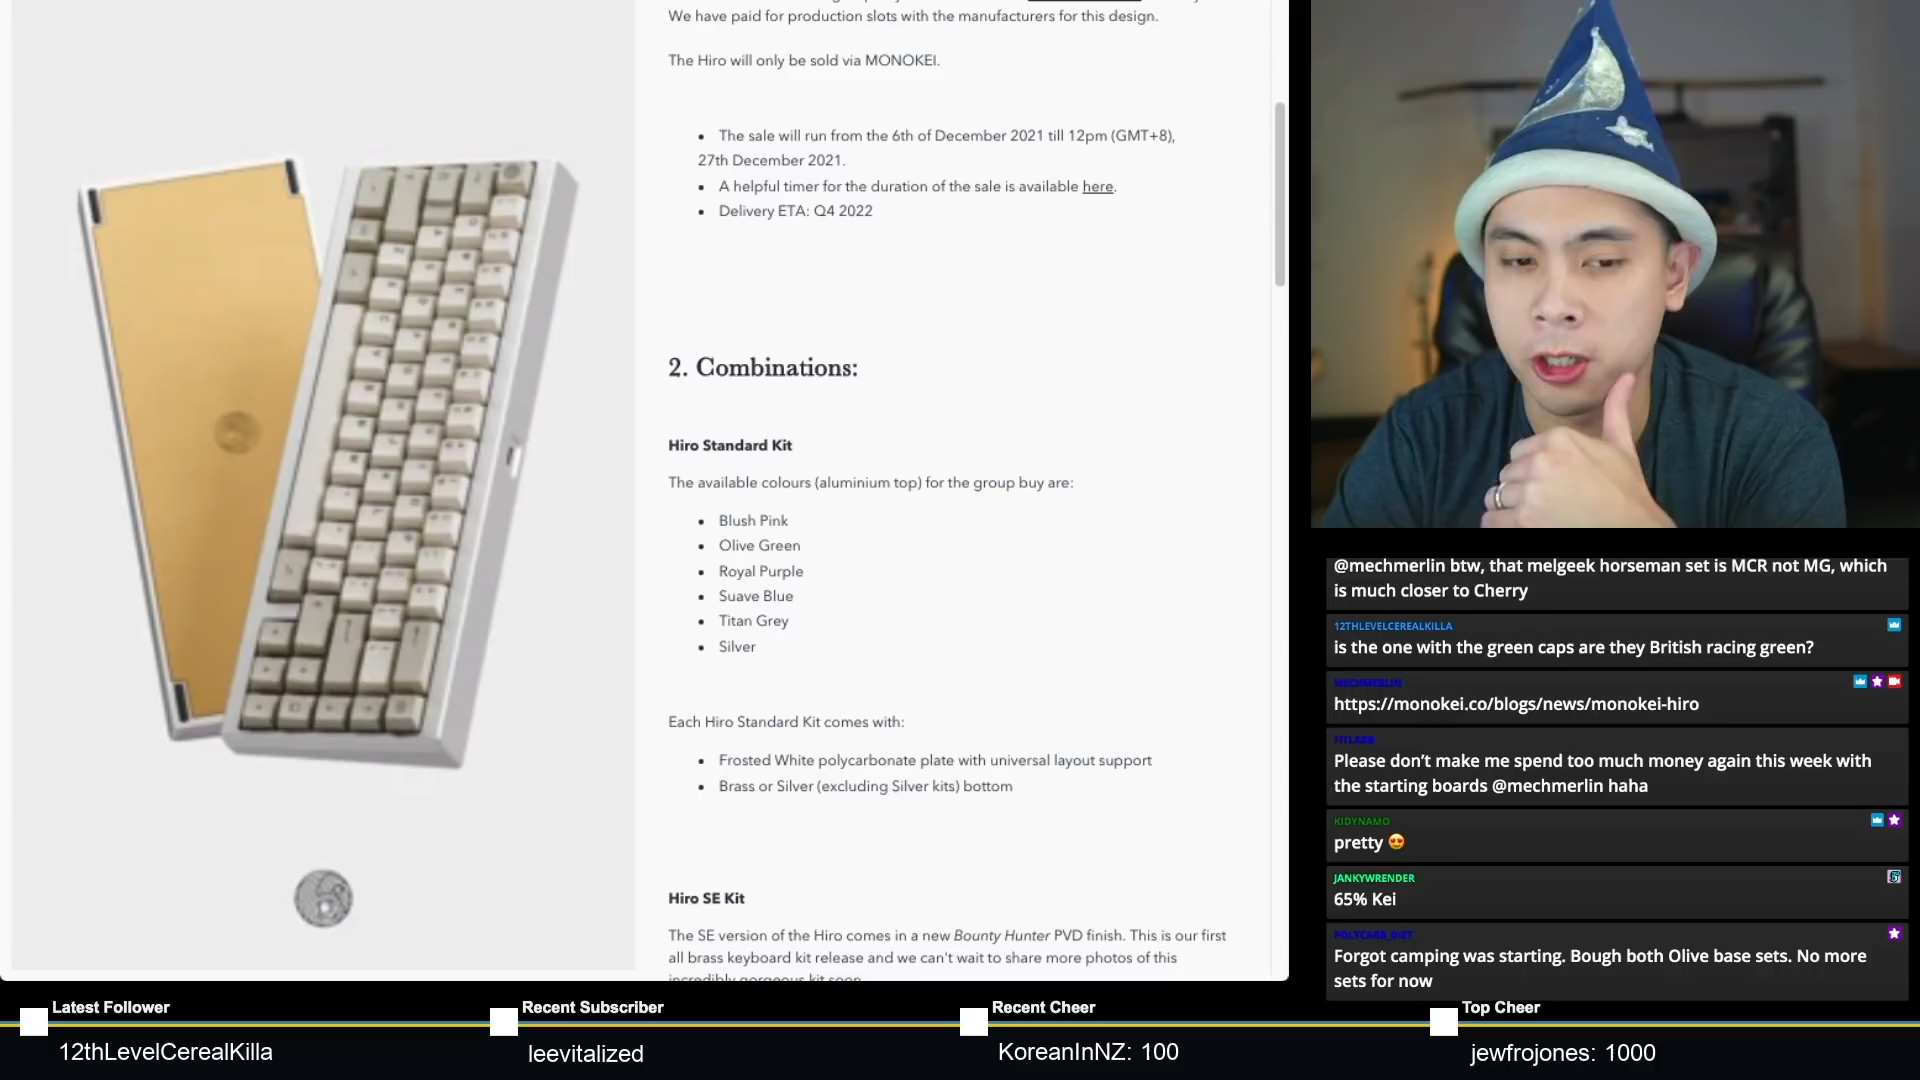 We have paid for production slots with the manufacturers for this design.
The Hiro will only be sold via MONOKEI.
• The sale will run from the 6th of December 2021 till 12pm (GMT+8),
27th December 2021.
• A helpful timer for the duration of the sale is available here.
• Delivery ETA: Q4 2022
2. Combinations:
Hiro Standard Kit
The available colours (aluminium top) for the group buy are:
• Blush Pink
• Olive Green
• Royal Purple
• Suave Blue
• Titan Grey
• Silver
Each Hiro Standard Kit comes with:
• Frosted White polycarbonate plate with universal layout support
• Brass or Silver (excluding Silver kits) bottom
Hiro SE Kit
The SE version of the Hiro comes in a new Bounty Hunter PVD finish. This is our first
all brass keyboard kit release and we can't wait to share more photos of this
incredibly gorgeous kit soon.
@mechmerlin btw, that melgeek horseman set is MCR not MG, which
is much closer to Cherry
12THLEVELCEREALKILLA
is the one with the green caps are they British racing green?
MECHMERLIN
https://monokei.co/blogs/news/monokei-hiro
FITLABB
Please don't make me spend too much money again this week with
the starting boards @mechmerlin haha
KIDYNAMO
pretty 😍
JANKYWRENDER
65% Kei
POLYCARB_DIET
Forgot camping was starting. Bough both Olive base sets. No more
sets for now
Latest Follower
12thLevelCerealKilla
Recent Subscriber
leevitalized
Recent Cheer
KoreanInNZ: 100
Top Cheer
jewfrojones: 1000